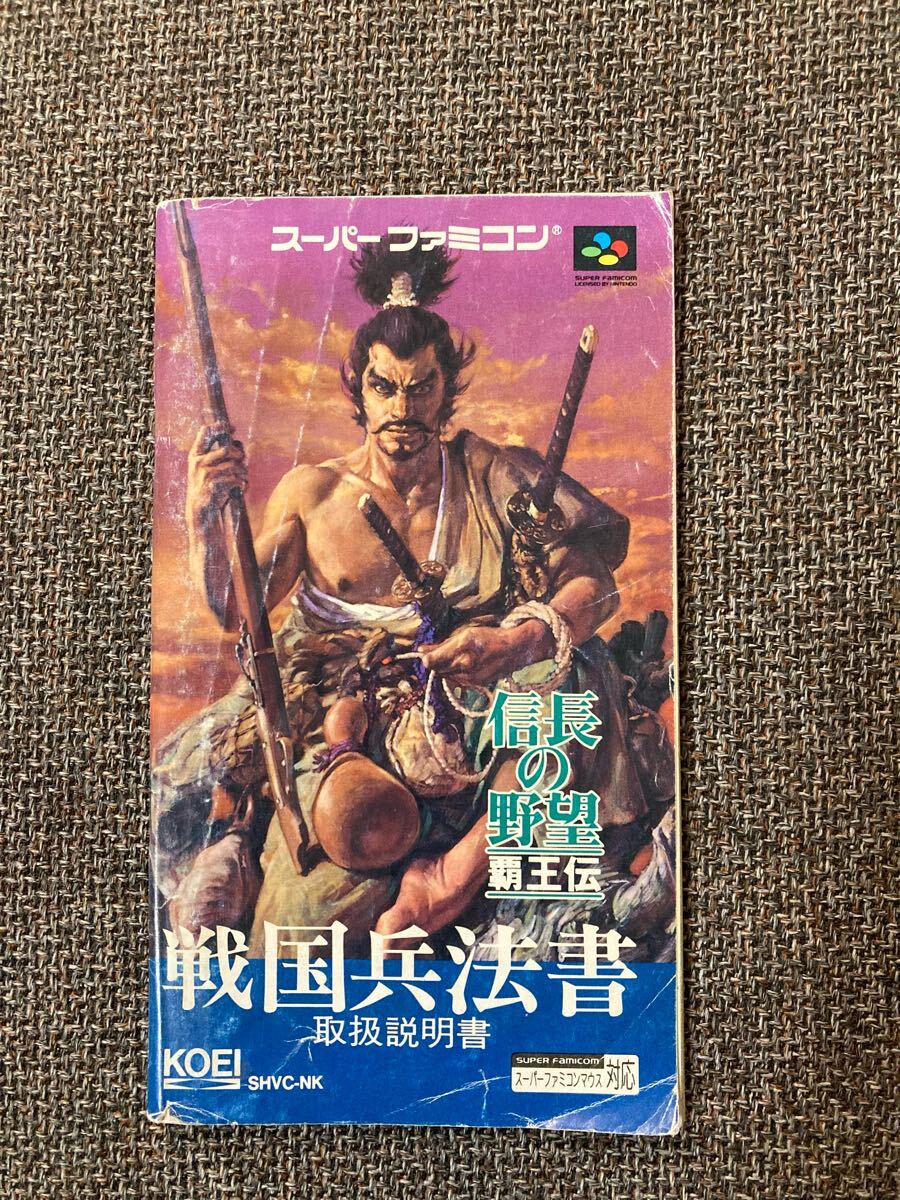 スーパーファミコン®
SUPER FAMICOM
LICENSED BY NINTENDO
信長
の
野望
覇王伝
戦国兵法書
取扱説明書
KOEI
SHVC-NK
SUPER FAMICOM
スーパーファミコンマウス
対応